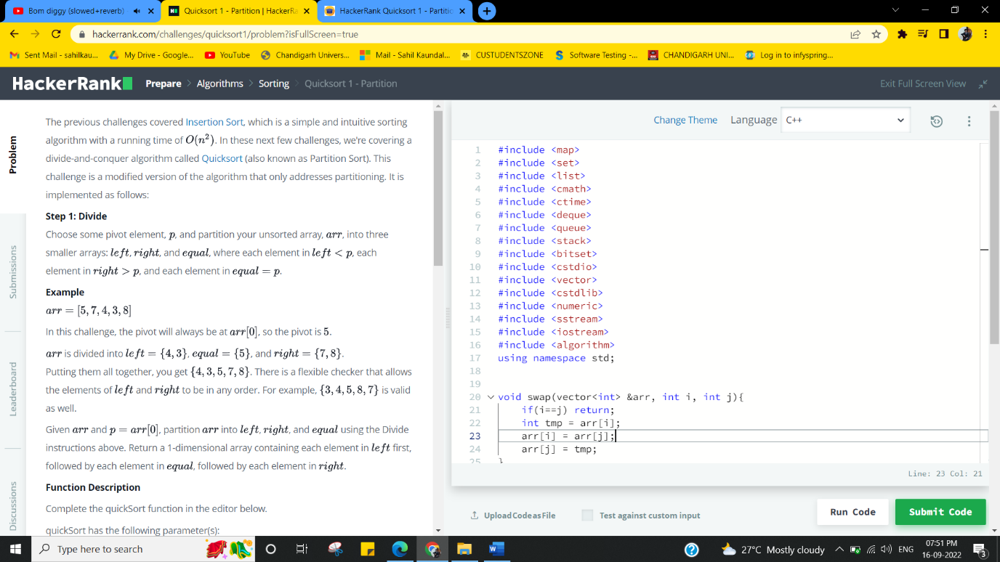 Bom diggy (slowed+reverb)
Quicksort 1 - Partition | HackerRa
HackerRank Quicksort 1 - Partitio
hackerrank.com/challenges/quicksort1/problem?isFullScreen=true
Sent Mail - sahilkau...
My Drive - Google...
YouTube
Chandigarh Univers...
Mail - Sahil Kaundal...
CUSTUDENTSZONE
Software Testing -...
CHANDIGARH UNI...
Log in to infyspring...
HackerRank
Prepare > Algorithms > Sorting > Quicksort 1 - Partition
Exit Full Screen View
Problem
Submissions
Leaderboard
Discussions
The previous challenges covered Insertion Sort, which is a simple and intuitive sorting
algorithm with a running time of O(n²). In these next few challenges, we're covering a
divide-and-conquer algorithm called Quicksort (also known as Partition Sort). This
challenge is a modified version of the algorithm that only addresses partitioning. It is
implemented as follows:
Step 1: Divide
Choose some pivot element, p, and partition your unsorted array, arr, into three
smaller arrays: left, right, and equal, where each element in left < p, each
element in right > p, and each element in equal = p.
Example
arr = [5, 7, 4, 3, 8]
In this challenge, the pivot will always be at arr[0], so the pivot is 5.
arr is divided into left = {4, 3}, equal = {5}, and right = {7, 8}.
Putting them all together, you get {4, 3, 5, 7, 8}. There is a flexible checker that allows
the elements of left and right to be in any order. For example, {3, 4, 5, 8, 7} is valid
as well.
Given arr and p = arr[0], partition arr into left, right, and equal using the Divide
instructions above. Return a 1-dimensional array containing each element in left first,
followed by each element in equal, followed by each element in right.
Function Description
Complete the quickSort function in the editor below.
quickSort has the following parameter(s):
Change Theme
Language
C++
1 #include <map>
2 #include <set>
3 #include <list>
4 #include <cmath>
5 #include <ctime>
6 #include <deque>
7 #include <queue>
8 #include <stack>
9 #include <bitset>
10 #include <cstdio>
11 #include <vector>
12 #include <cstdlib>
13 #include <numeric>
14 #include <sstream>
15 #include <iostream>
16 #include <algorithm>
17 using namespace std;
18
19
20 void swap(vector<int> &arr, int i, int j){
21 if(i==j) return;
22 int tmp = arr[i];
23 arr[i] = arr[j];
24 arr[j] = tmp;
25 }
Line: 23 Col: 21
Upload Code as File
Test against custom input
Run Code
Submit Code
Type here to search
27°C Mostly cloudy
ENG
07:51 PM
16-09-2022
3